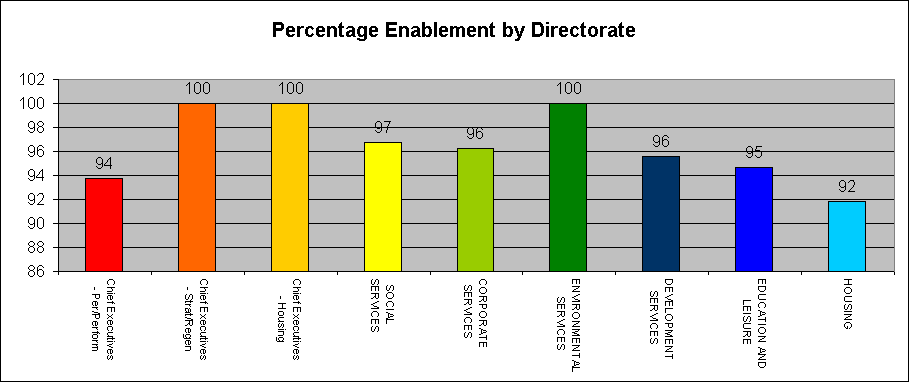 Percentage Enablement by Directorate
102
100
98
96
94
92
90
88
86
94
100
100
97
96
100
96
95
92
Chief Executives
- Per/Perform
Chief Executives
- Strat/Regen
Chief Executives
- Housing
SOCIAL
SERVICES
CORPORATE
SERVICES
ENVIRONMENTAL
SERVICES
DEVELOPMENT
SERVICES
EDUCATION AND
LEISURE
HOUSING